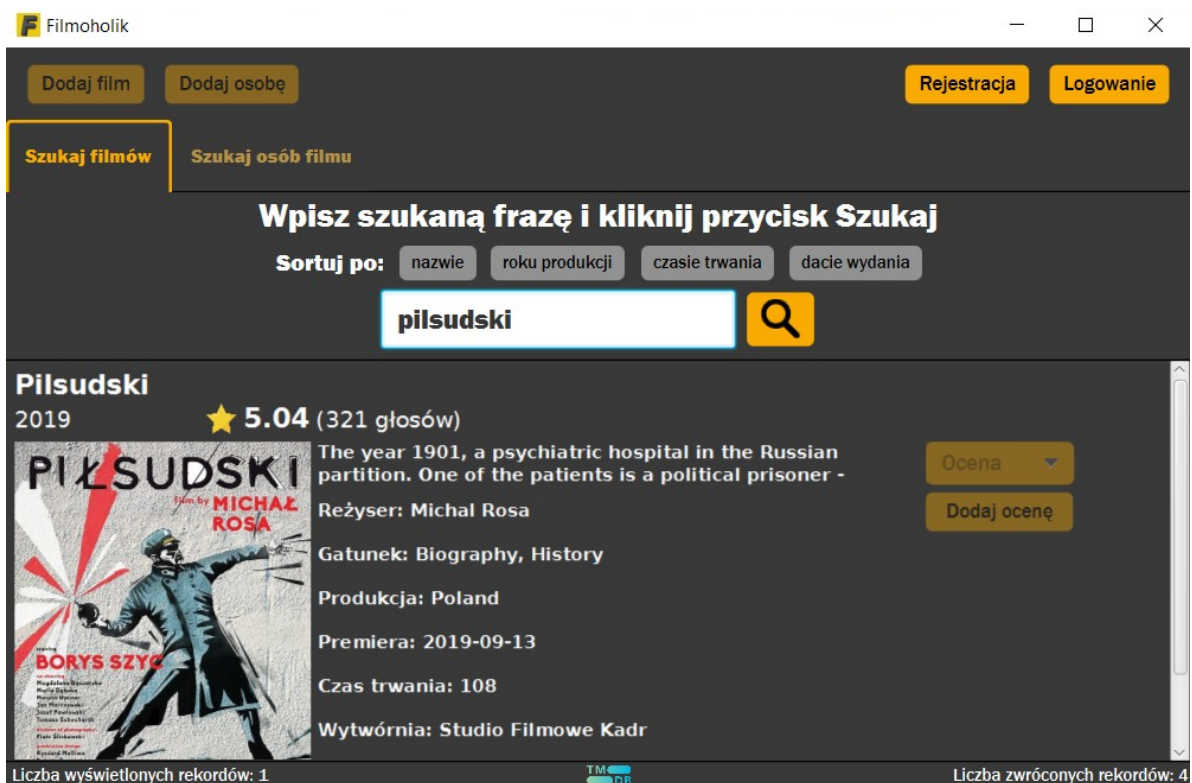 Filmoholik
Dodaj film
Dodaj osobę
Rejestracja
Logowanie
Szukaj filmów
Szukaj osób filmu
Wpisz szukaną frazę i kliknij przycisk Szukaj
Sortuj po:
nazwie
roku produkcji
czasie trwania
dacie wydania
pilsudski
Pilsudski
2019
5.04 (321 głosów)
PIŁSUDSKI
film by MICHAŁ
ROSA
starring
BORYS SZYC
The year 1901, a psychiatric hospital in the Russian
partition. One of the patients is a political prisoner -
Reżyser: Michal Rosa
Gatunek: Biography, History
Produkcja: Poland
Premiera: 2019-09-13
Czas trwania: 108
Wytwórnia: Studio Filmowe Kadr
Ocena
Dodaj ocenę
Liczba wyświetlonych rekordów: 1
TM
DB
Liczba zwróconych rekordów: 4